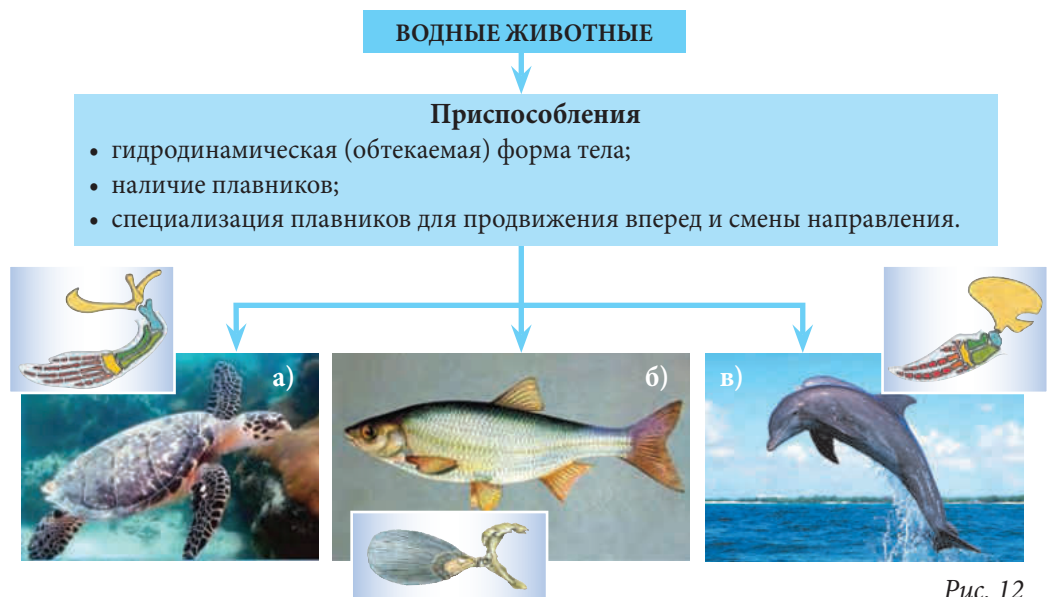 ВОДНЫЕ ЖИВОТНЫЕ
Приспособления
• гидродинамическая (обтекаемая) форма тела;
• наличие плавников;
• специализация плавников для продвижения вперед и смены направления.
а)
б)
в)
Рис. 12